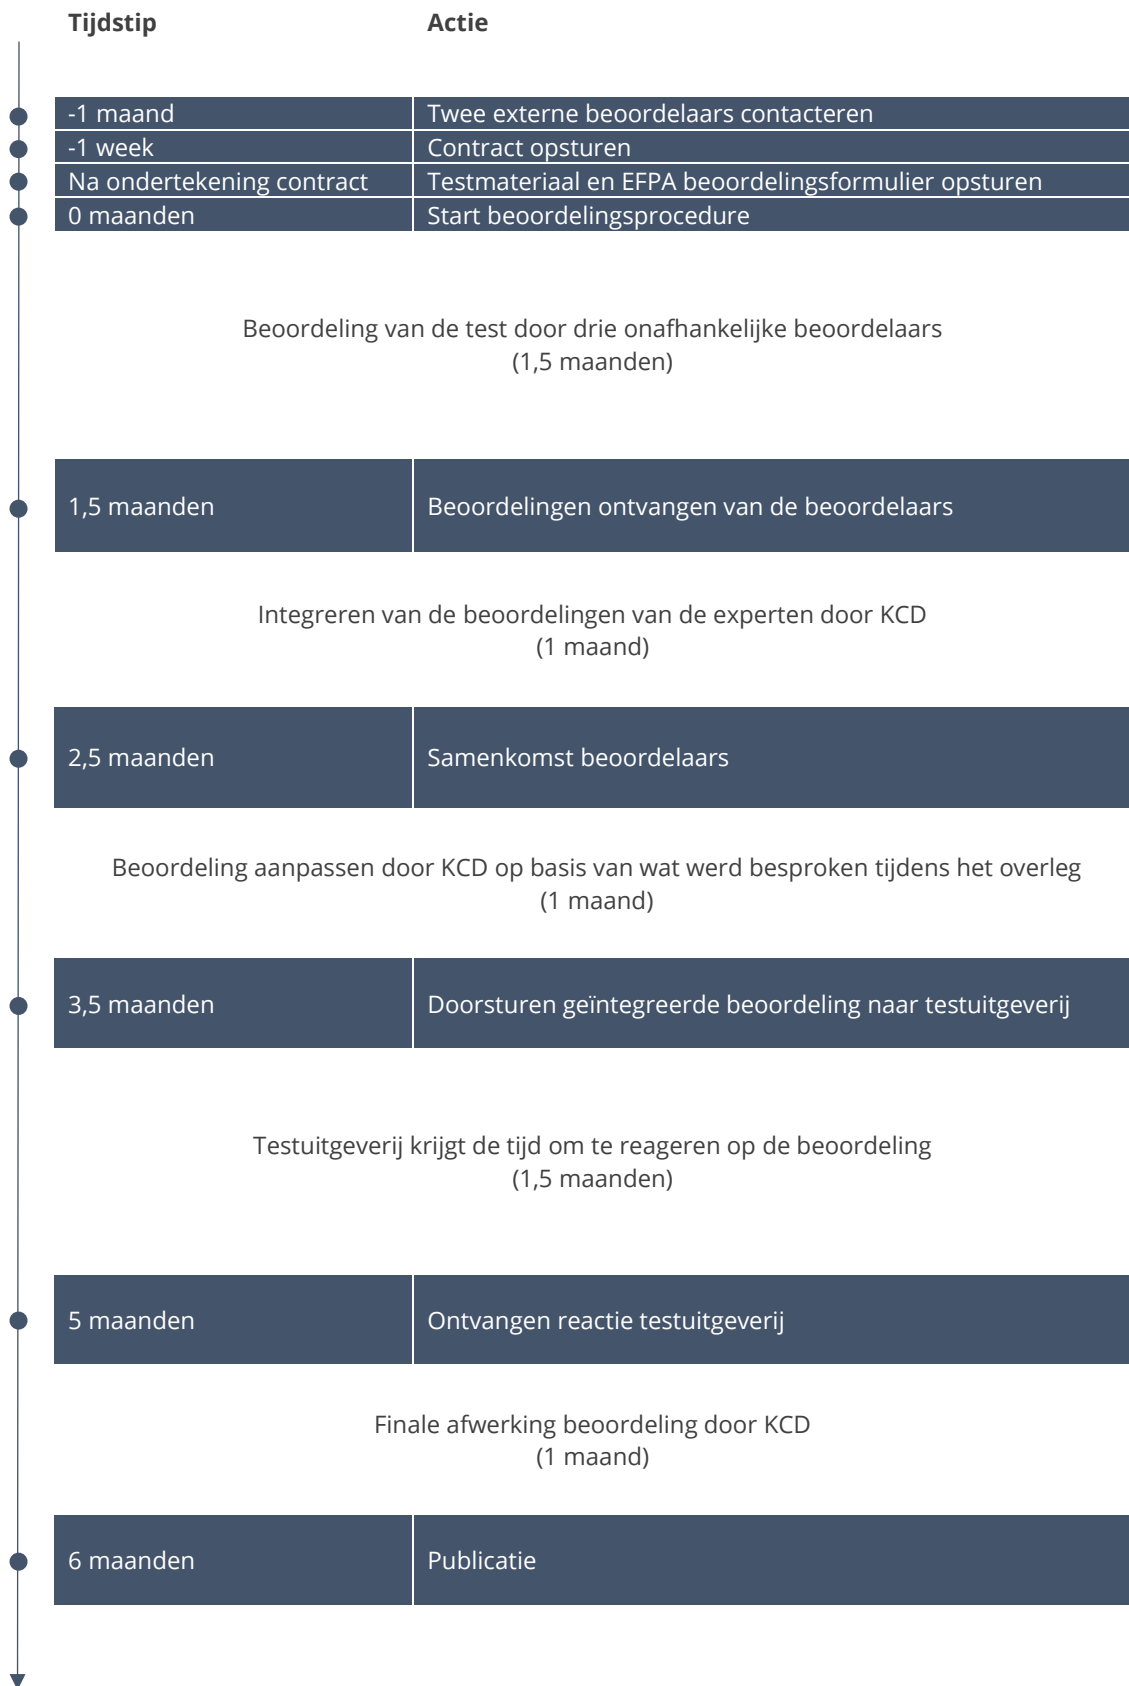 Tijdstip Actie
-1 maand Twee externe beoordelaars contacteren
-1 week Contract opsturen
Na ondertekening contract Testmateriaal en EFPA beoordelingsformulier opsturen
0 maanden Start beoordelingsprocedure
Beoordeling van de test door drie onafhankelijke beoordelaars
(1,5 maanden)
1,5 maanden Beoordelingen ontvangen van de beoordelaars
Integreren van de beoordelingen van de experten door KCD
(1 maand)
2,5 maanden Samenkomst beoordelaars
Beoordeling aanpassen door KCD op basis van wat werd besproken tijdens het overleg
(1 maand)
3,5 maanden Doorsturen geïntegreerde beoordeling naar testuitgeverij
Testuitgeverij krijgt de tijd om te reageren op de beoordeling
(1,5 maanden)
5 maanden Ontvangen reactie testuitgeverij
Finale afwerking beoordeling door KCD
(1 maand)
6 maanden Publicatie